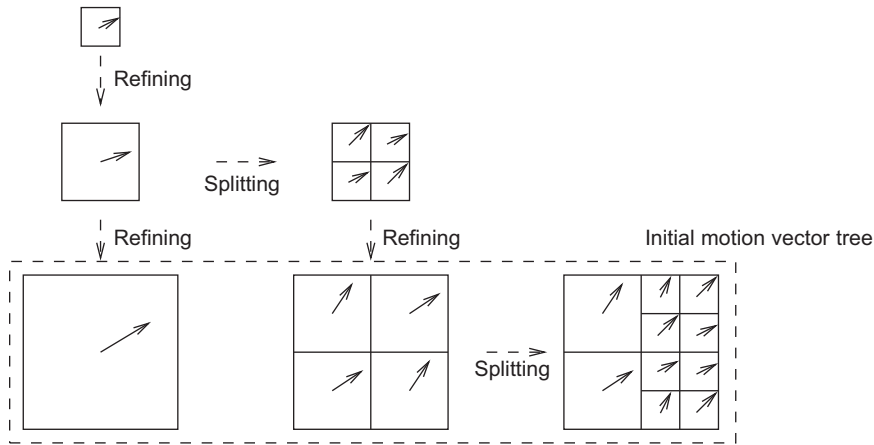 Refining
Splitting
Refining
Refining
Initial motion vector tree
Splitting